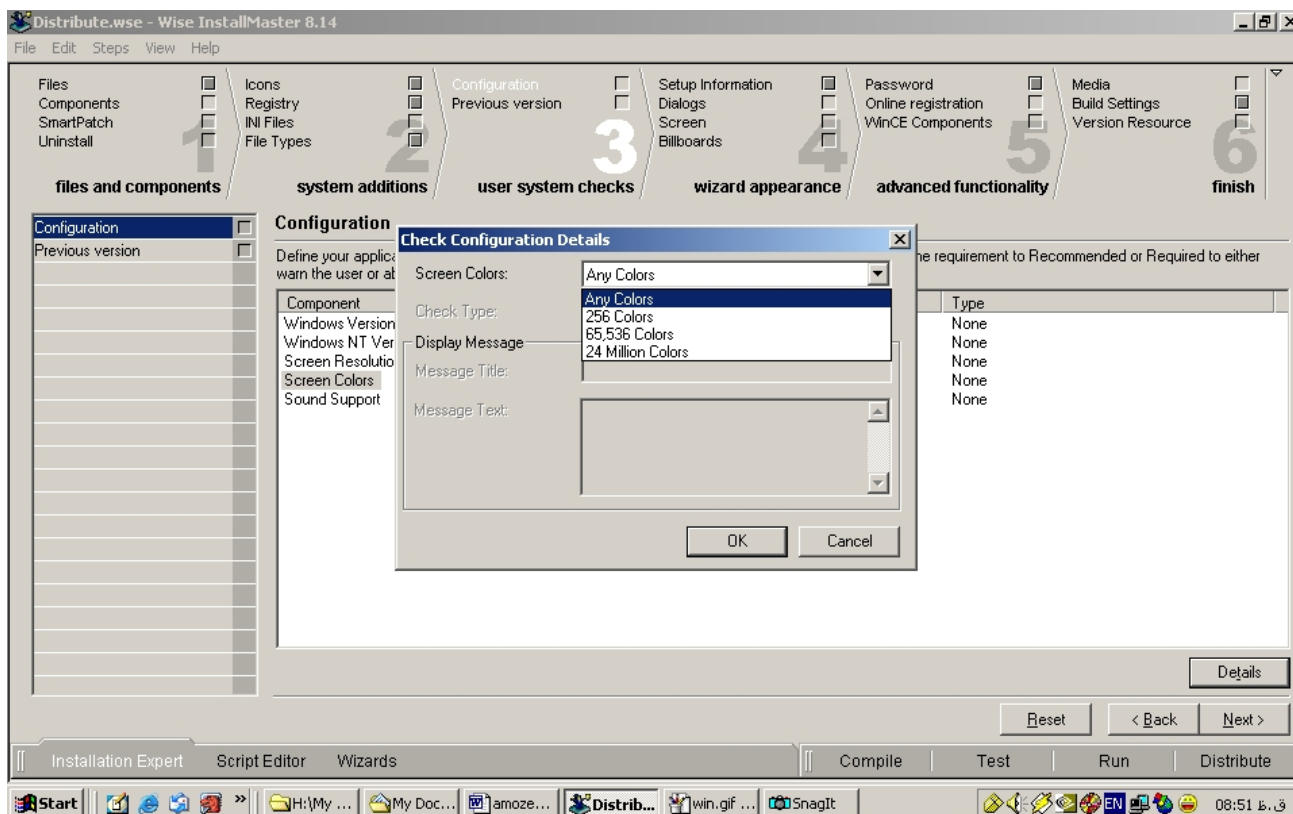 Distribute.wse - Wise InstallMaster 8.14
File Edit Steps View Help
Files
Components
SmartPatch
Uninstall
1
files and components
Icons
Registry
INI Files
File Types
2
system additions
Configuration
Previous version
3
user system checks
Setup Information
Dialogs
Screen
Billboards
4
wizard appearance
Password
Online registration
WinCE Components
5
advanced functionality
Media
Build Settings
Version Resource
6
finish
Configuration
Previous version
Configuration
Define your applica
warn the user or ab
he requirement to Recommended or Required to either
Component
Windows Version
Windows NT Ver
Screen Resolutio
Screen Colors
Sound Support
Type
None
None
None
None
None
Check Configuration Details
Screen Colors: Any Colors
Any Colors
256 Colors
65,536 Colors
24 Million Colors
Check Type:
Display Message
Message Title:
Message Text:
OK Cancel
Details
Reset < Back Next >
Installation Expert Script Editor Wizards Compile Test Run Distribute
Start » H:\My ... My Doc... amoze... Distrib... win.gif ... SnagIt EN 08:51 ق.ظ